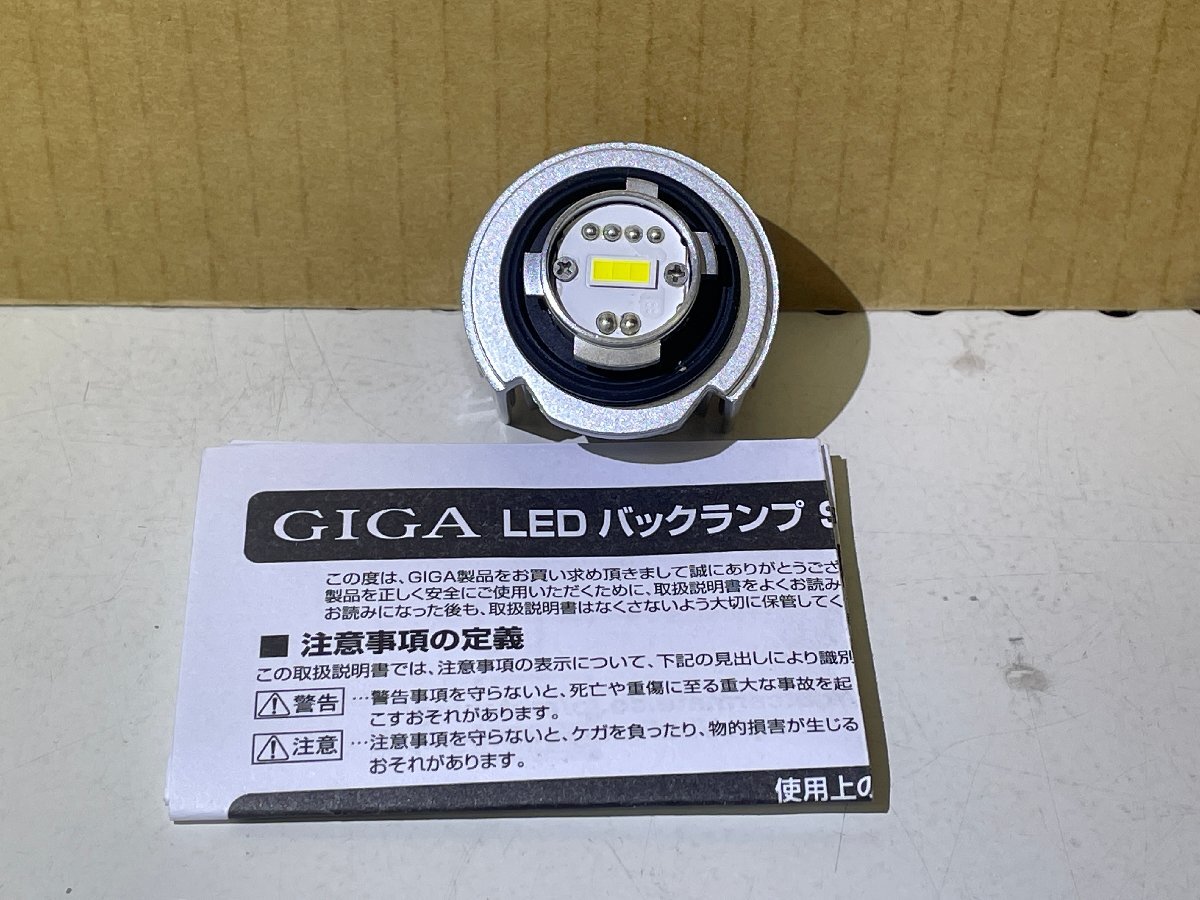 GIGA LED バックランプ S
この度は、GIGA製品をお買い求め頂きまして誠にありがとうござ
製品を正しく安全にご使用いただくために、取扱説明書をよくお読み
お読みになった後も、取扱説明書はなくさないよう大切に保管してく
■ 注意事項の定義
この取扱説明書では、注意事項の表示について、下記の見出しにより識別
⚠警告 …警告事項を守らないと、死亡や重傷に至る重大な事故を起
こすおそれがあります。
⚠注意 …注意事項を守らないと、ケガを負ったり、物的損害が生じる
おそれがあります。
使用上の